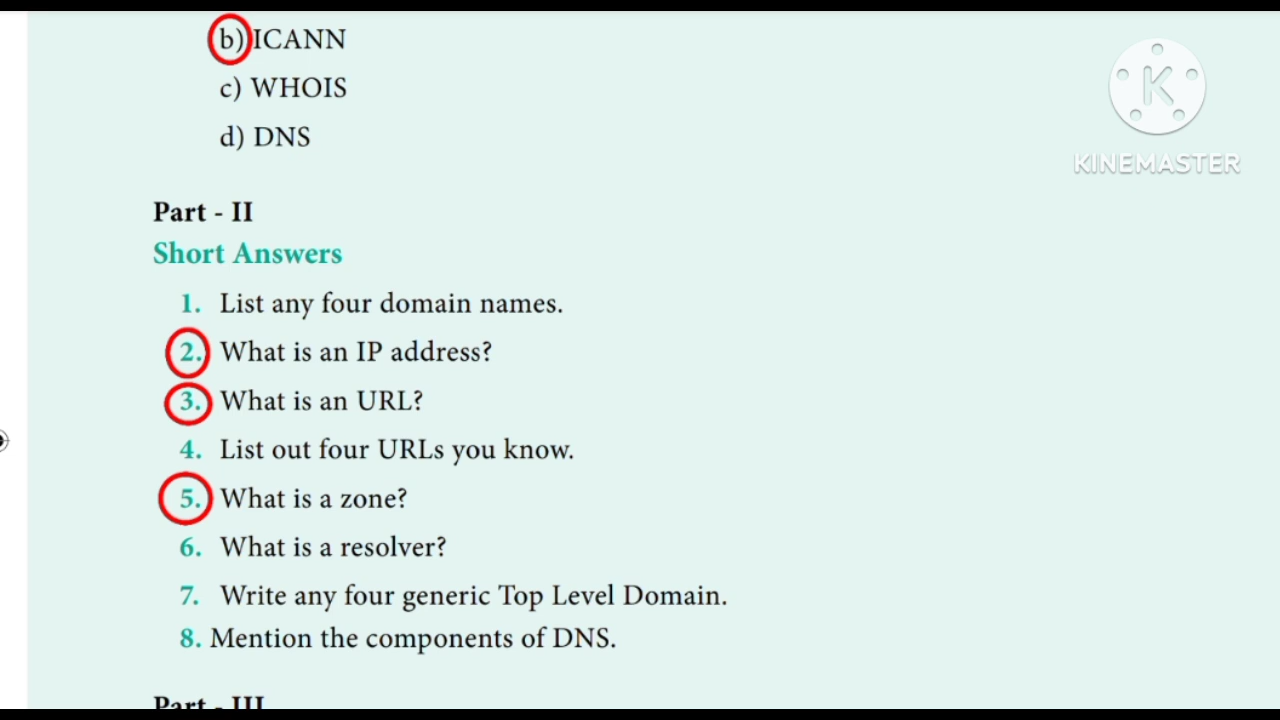 b) ICANN
c) WHOIS
d) DNS
K
KINEMASTER
Part - II
Short Answers
1. List any four domain names.
2. What is an IP address?
3. What is an URL?
4. List out four URLs you know.
5. What is a zone?
6. What is a resolver?
7. Write any four generic Top Level Domain.
8. Mention the components of DNS.
Part - III